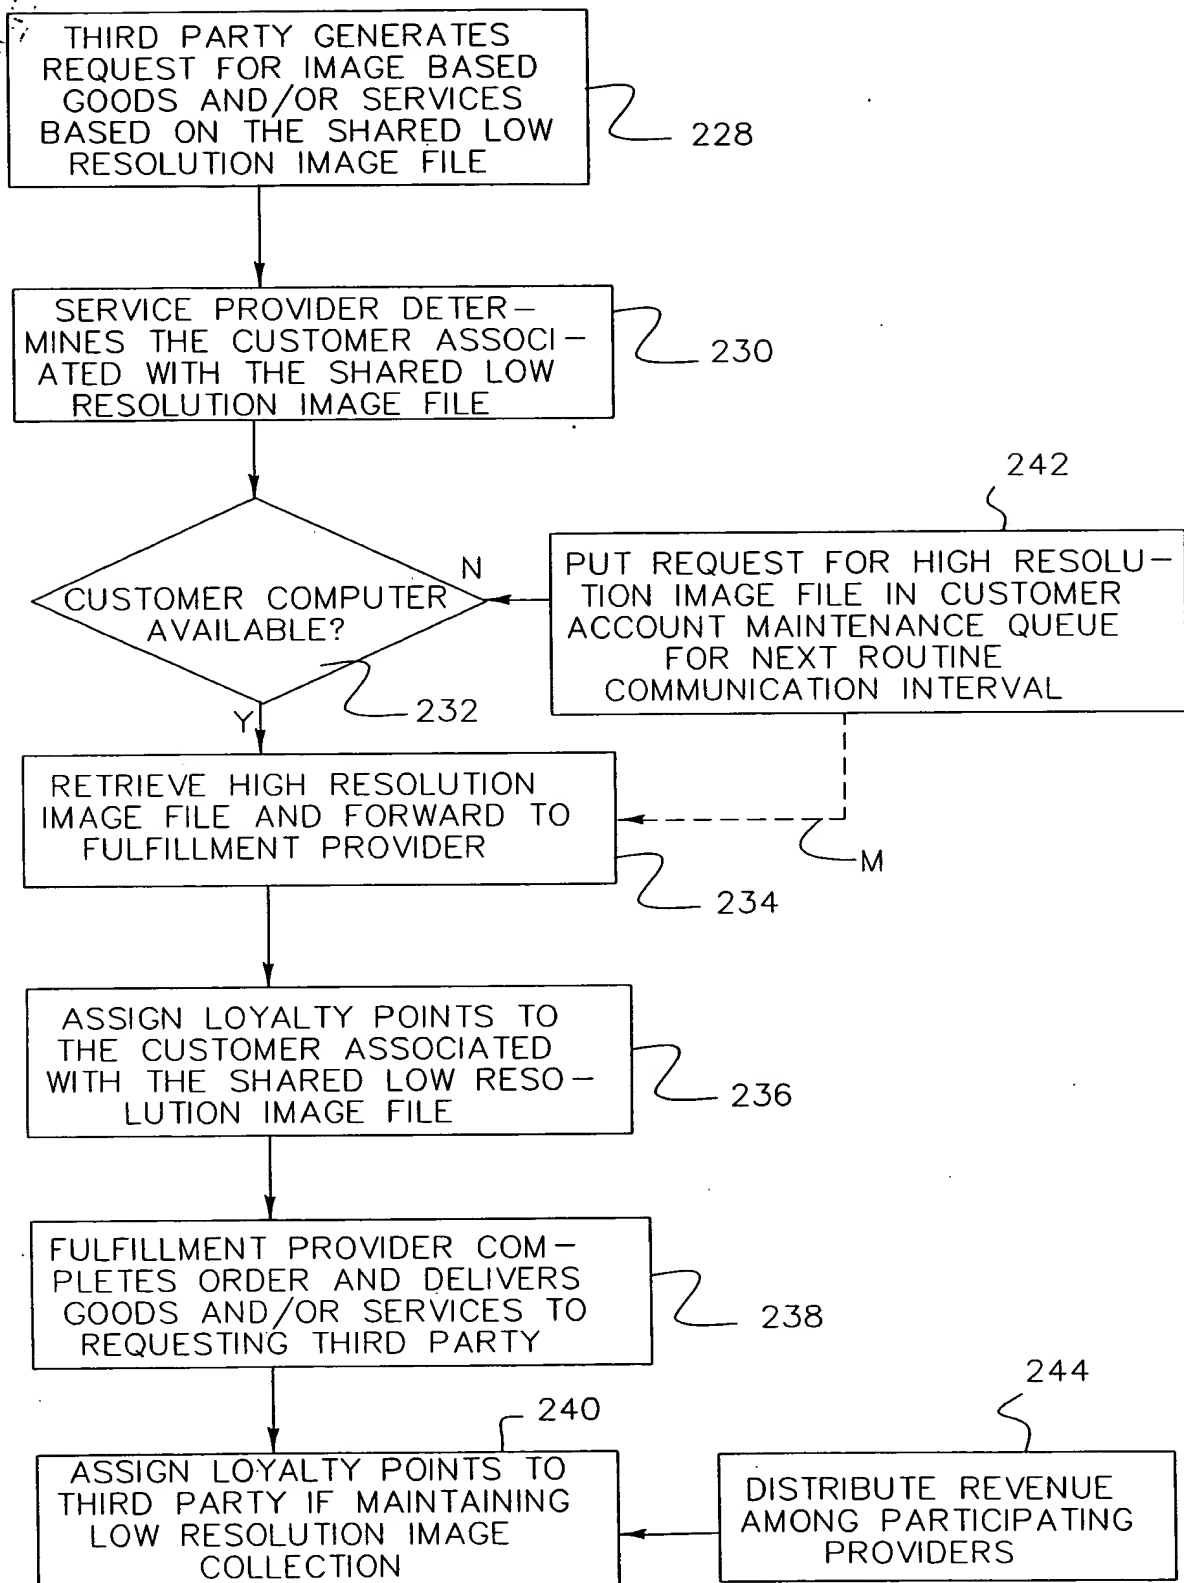 THIRD PARTY GENERATES
REQUEST FOR IMAGE BASED
GOODS AND/OR SERVICES
BASED ON THE SHARED LOW
RESOLUTION IMAGE FILE
228
SERVICE PROVIDER DETER-
MINES THE CUSTOMER ASSOCI-
ATED WITH THE SHARED LOW
RESOLUTION IMAGE FILE
230
CUSTOMER COMPUTER
AVAILABLE?
N
Y
232
242
PUT REQUEST FOR HIGH RESOLU-
TION IMAGE FILE IN CUSTOMER
ACCOUNT MAINTENANCE QUEUE
FOR NEXT ROUTINE
COMMUNICATION INTERVAL
RETRIEVE HIGH RESOLUTION
IMAGE FILE AND FORWARD TO
FULFILLMENT PROVIDER
M
234
ASSIGN LOYALTY POINTS TO
THE CUSTOMER ASSOCIATED
WITH THE SHARED LOW RESO-
LUTION IMAGE FILE
236
FULFILLMENT PROVIDER COM-
PLETES ORDER AND DELIVERS
GOODS AND/OR SERVICES TO
REQUESTING THIRD PARTY
238
240
ASSIGN LOYALTY POINTS TO
THIRD PARTY IF MAINTAINING
LOW RESOLUTION IMAGE
COLLECTION
244
DISTRIBUTE REVENUE
AMONG PARTICIPATING
PROVIDERS